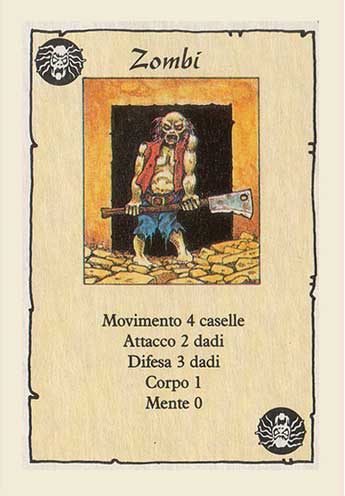 Zombi
Movimento 4 caselle
Attacco 2 dadi
Difesa 3 dadi
Corpo 1
Mente 0